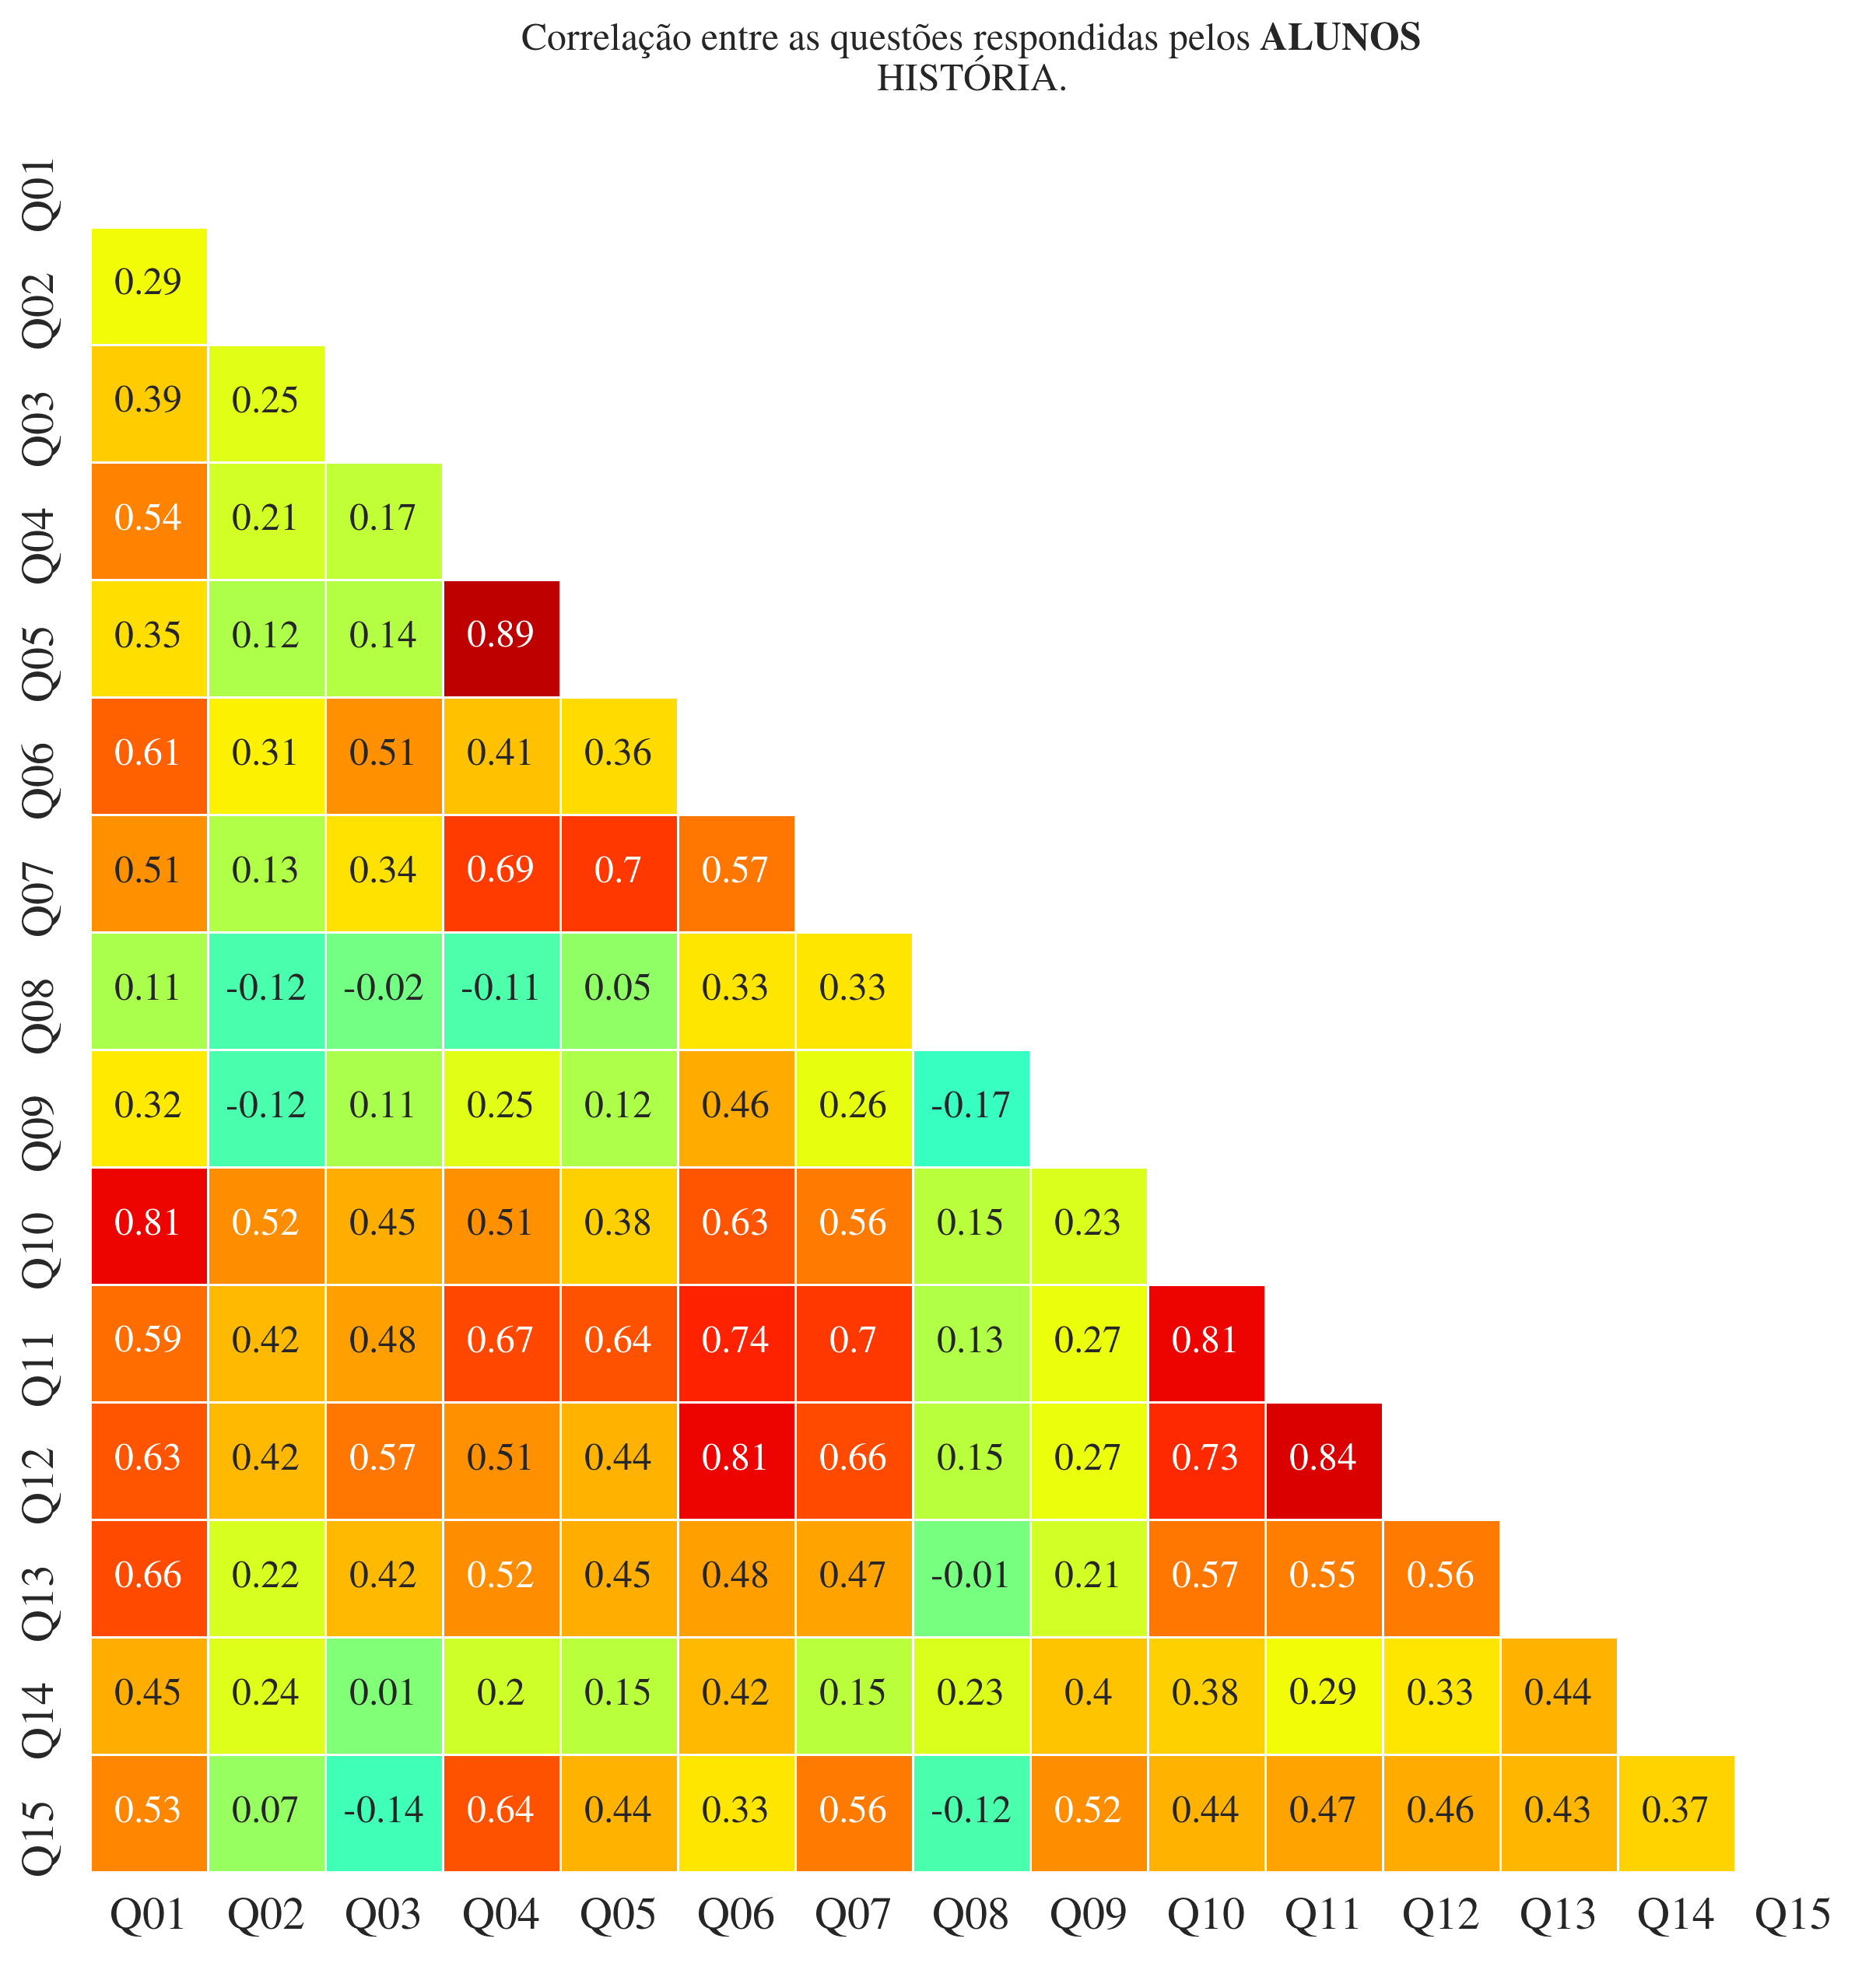 Correlação entre as questões respondidas pelos ALUNOS
HISTÓRIA.
Q01
Q02 0.29
Q03 0.39 0.25
Q04 0.54 0.21 0.17
Q05 0.35 0.12 0.14 0.89
Q06 0.61 0.31 0.51 0.41 0.36
Q07 0.51 0.13 0.34 0.69 0.7 0.57
Q08 0.11 -0.12 -0.02 -0.11 0.05 0.33 0.33
Q09 0.32 -0.12 0.11 0.25 0.12 0.46 0.26 -0.17
Q10 0.81 0.52 0.45 0.51 0.38 0.63 0.56 0.15 0.23
Q11 0.59 0.42 0.48 0.67 0.64 0.74 0.7 0.13 0.27 0.81
Q12 0.63 0.42 0.57 0.51 0.44 0.81 0.66 0.15 0.27 0.73 0.84
Q13 0.66 0.22 0.42 0.52 0.45 0.48 0.47 -0.01 0.21 0.57 0.55 0.56
Q14 0.45 0.24 0.01 0.2 0.15 0.42 0.15 0.23 0.4 0.38 0.29 0.33 0.44
Q15 0.53 0.07 -0.14 0.64 0.44 0.33 0.56 -0.12 0.52 0.44 0.47 0.46 0.43 0.37
Q01 Q02 Q03 Q04 Q05 Q06 Q07 Q08 Q09 Q10 Q11 Q12 Q13 Q14 Q15